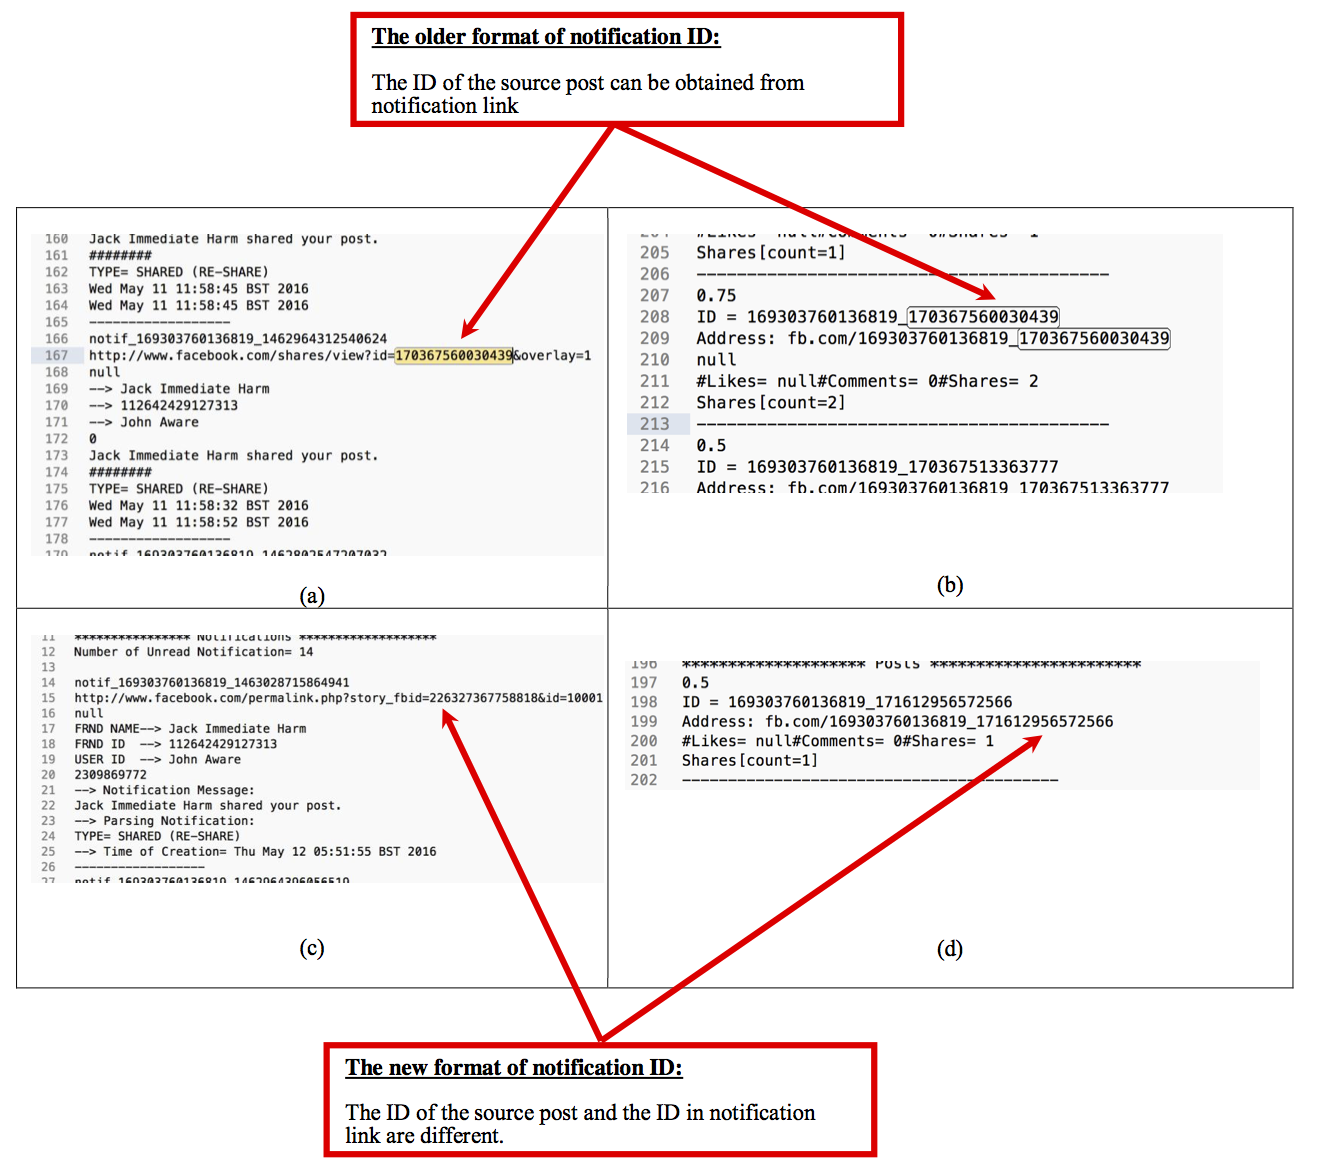 The older format of notification ID:
The ID of the source post can be obtained from
notification link
160 Jack Immediate Harm shared your post.
161 ########
162 TYPE= SHARED (RE-SHARE)
163 Wed May 11 11:58:45 BST 2016
164 Wed May 11 11:58:45 BST 2016
165 -------------------
166 notif_169303760136819_14629643125406​24
167 http://www.facebook.com/shares/view?id=170367560030439&overlay=1
168 null
169 --> Jack Immediate Harm
170 --> 112642429127313
171 --> John Aware
172 0
173 Jack Immediate Harm shared your post.
174 ########
175 TYPE= SHARED (RE-SHARE)
176 Wed May 11 11:58:32 BST 2016
177 Wed May 11 11:58:52 BST 2016
178 -------------------
179 notif_169303760136819_1462802547207032
(a)
204 #Likes= null#Comments= 0#Shares= 1
205 Shares[count=1]
206 -----------------------------------------
207 0.75
208 ID = 169303760136819_170367560030439
209 Address: fb.com/169303760136819_170367560030439
210 null
211 #Likes= null#Comments= 0#Shares= 2
212 Shares[count=2]
213 -----------------------------------------
214 0.5
215 ID = 169303760136819_170367513363777
216 Address: fb.com/169303760136819_170367513363777
(b)
11 **************** Notifications *******************
12 Number of Unread Notification= 14
13
14 notif_169303760136819_1463028715864941
15 http://www.facebook.com/permalink.php?story_fbid=226327367758818&id=10001
16 null
17 FRND NAME--> Jack Immediate Harm
18 FRND ID --> 112642429127313
19 USER ID --> John Aware
20 2309869772
21 --> Notification Message:
22 Jack Immediate Harm shared your post.
23 --> Parsing Notification:
24 TYPE= SHARED (RE-SHARE)
25 --> Time of Creation= Thu May 12 05:51:55 BST 2016
26 ------------------
27 notif_169303760136819_1462964396056519
(c)
196 ******************** Posts ***********************
197 0.5
198 ID = 169303760136819_171612956572566
199 Address: fb.com/169303760136819_171612956572566
200 #Likes= null#Comments= 0#Shares= 1
201 Shares[count=1]
202 -----------------------------------------
(d)
The new format of notification ID:
The ID of the source post and the ID in notification
link are different.